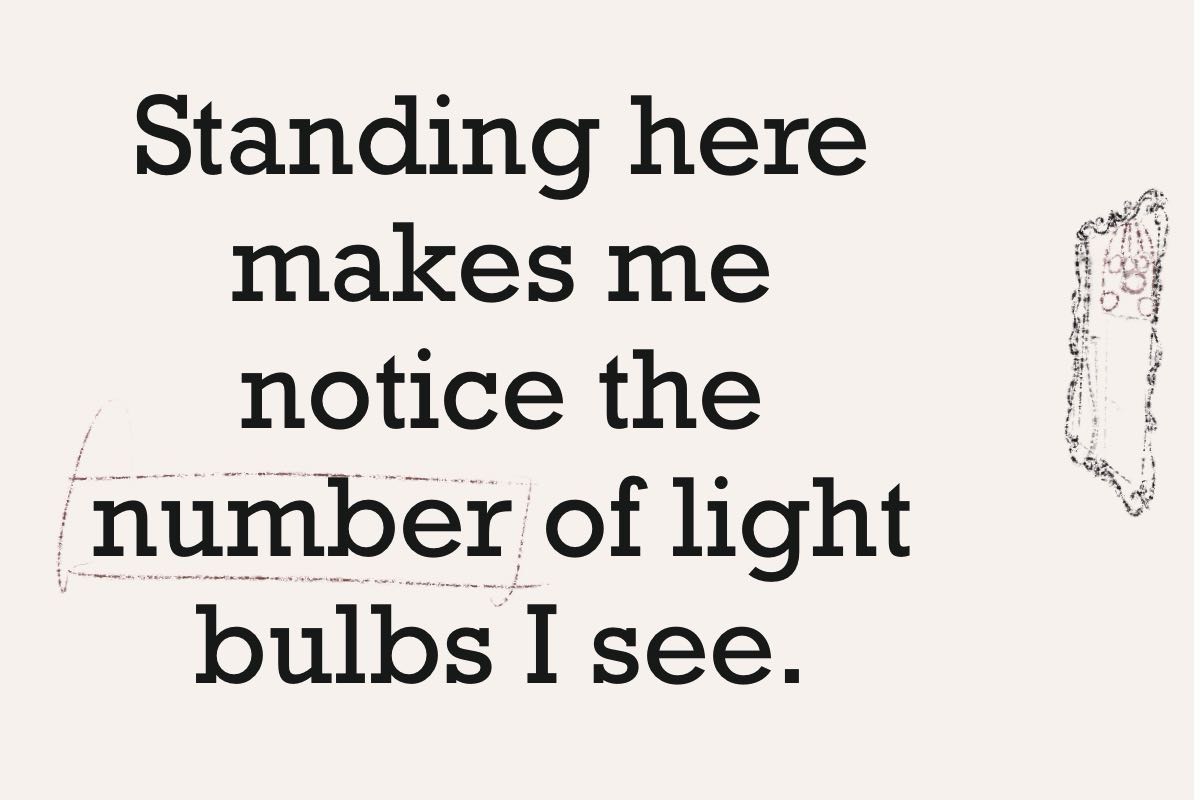 Standing here
makes me
notice the
number of light
bulbs I see.